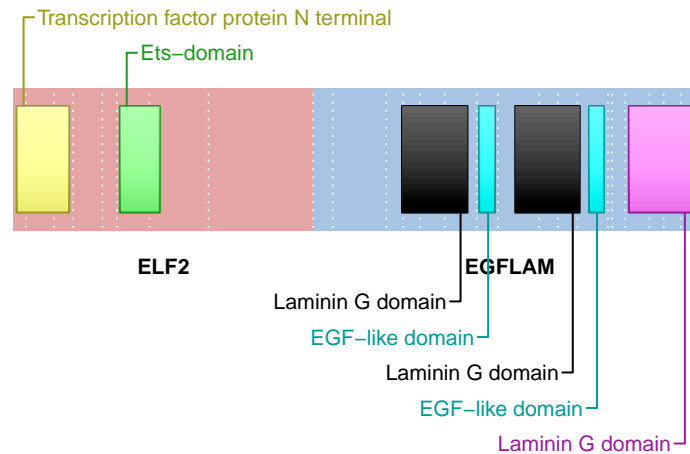 Transcription factor protein N terminal
Ets−domain
ELF2
EGFLAM
Laminin G domain
EGF−like domain
Laminin G domain
EGF−like domain
Laminin G domain